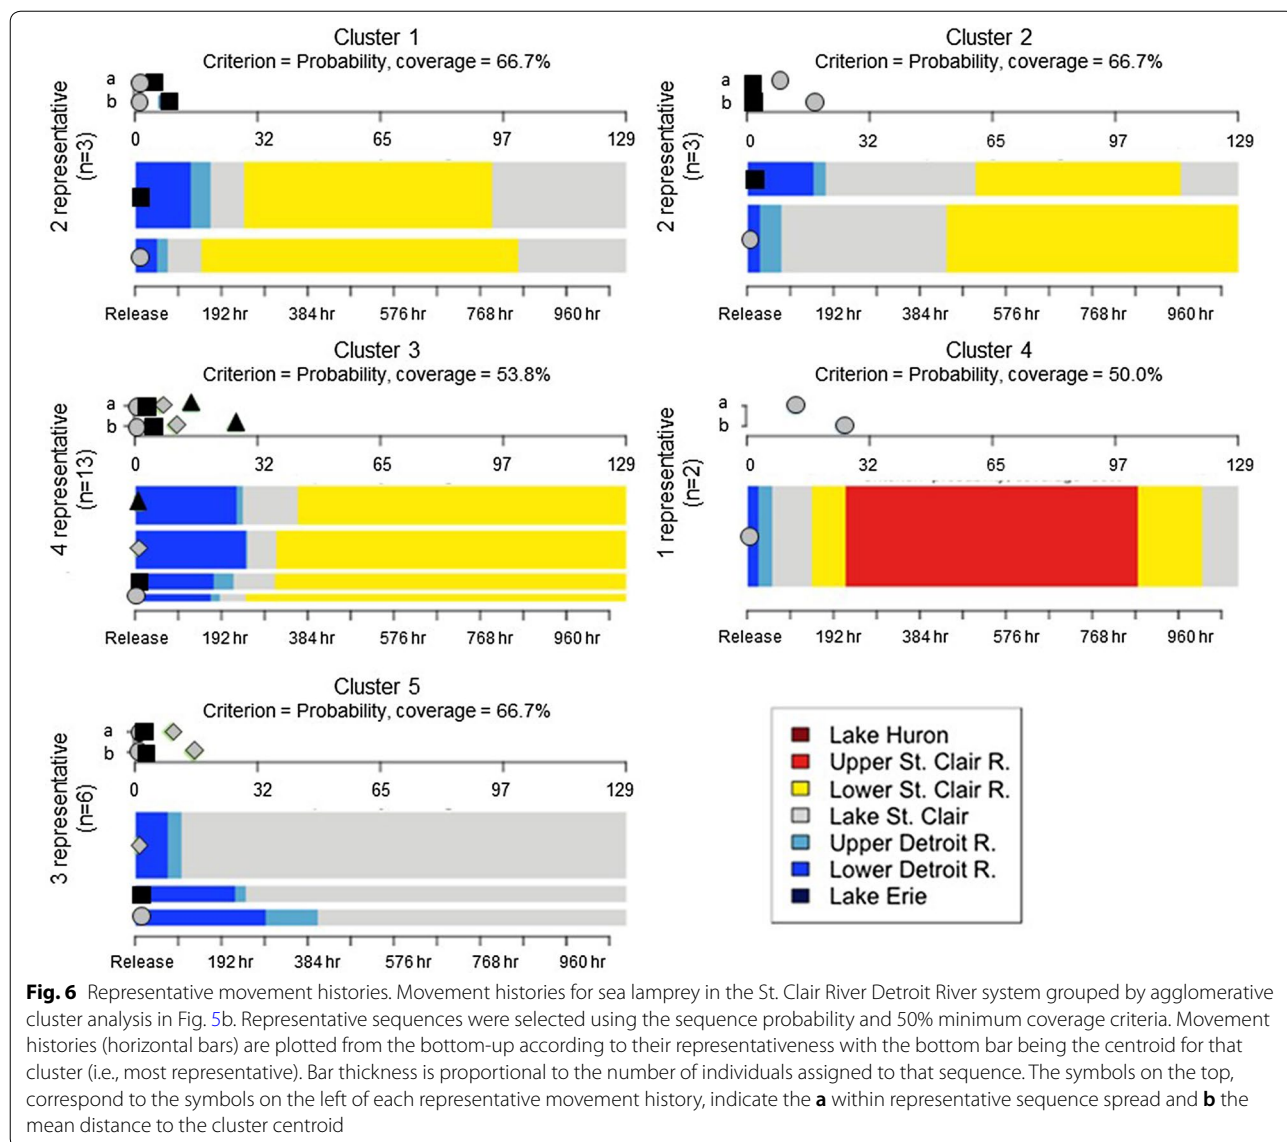 Cluster 1
Criterion = Probability, coverage = 66.7%
2 representative
(n=3)
a
b
0 32 65 97 129
Release 192 hr 384 hr 576 hr 768 hr 960 hr
Cluster 2
Criterion = Probability, coverage = 66.7%
2 representative
(n=3)
a
b
0 32 65 97 129
Release 192 hr 384 hr 576 hr 768 hr 960 hr
Cluster 3
Criterion = Probability, coverage = 53.8%
4 representative
(n=13)
a
b
0 32 65 97 129
Release 192 hr 384 hr 576 hr 768 hr 960 hr
Cluster 4
Criterion = Probability, coverage = 50.0%
1 representative
(n=2)
a
b
0 32 65 97 129
Release 192 hr 384 hr 576 hr 768 hr 960 hr
Cluster 5
Criterion = Probability, coverage = 66.7%
3 representative
(n=6)
a
b
0 32 65 97 129
Release 192 hr 384 hr 576 hr 768 hr 960 hr
Lake Huron
Upper St. Clair R.
Lower St. Clair R.
Lake St. Clair
Upper Detroit R.
Lower Detroit R.
Lake Erie
Fig. 6 Representative movement histories. Movement histories for sea lamprey in the St. Clair River Detroit River system grouped by agglomerative
cluster analysis in Fig. 5b. Representative sequences were selected using the sequence probability and 50% minimum coverage criteria. Movement
histories (horizontal bars) are plotted from the bottom-up according to their representativeness with the bottom bar being the centroid for that
cluster (i.e., most representative). Bar thickness is proportional to the number of individuals assigned to that sequence. The symbols on the top,
correspond to the symbols on the left of each representative movement history, indicate the a within representative sequence spread and b the
mean distance to the cluster centroid